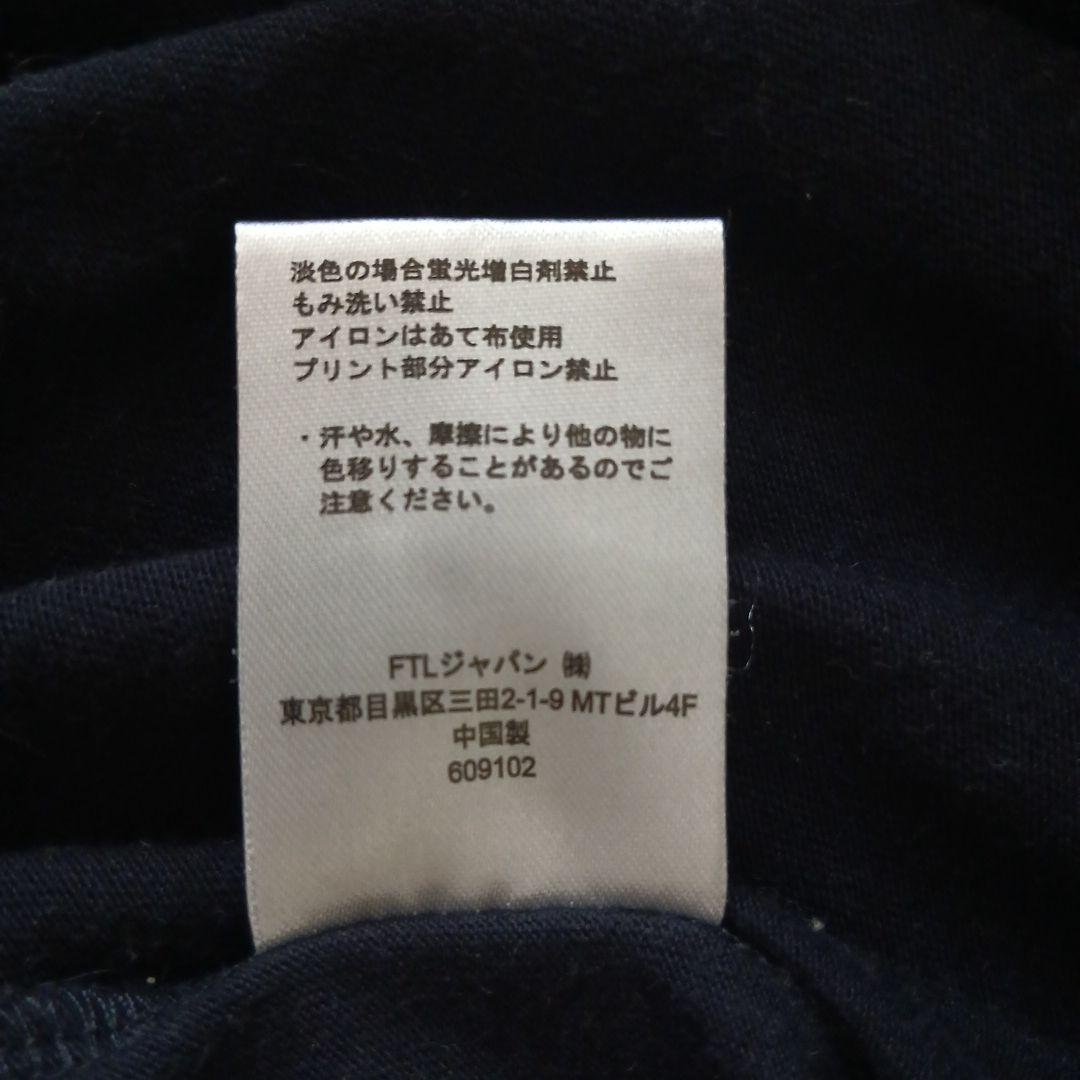 淡色の場合蛍光増白剤禁止
もみ洗い禁止
アイロンはあて布使用
プリント部分アイロン禁止
・汗や水、摩擦により他の物に
色移りすることがあるのでご
注意ください。
FTLジャパン ㈱
東京都目黒区三田2-1-9 MTビル4F
中国製
609102